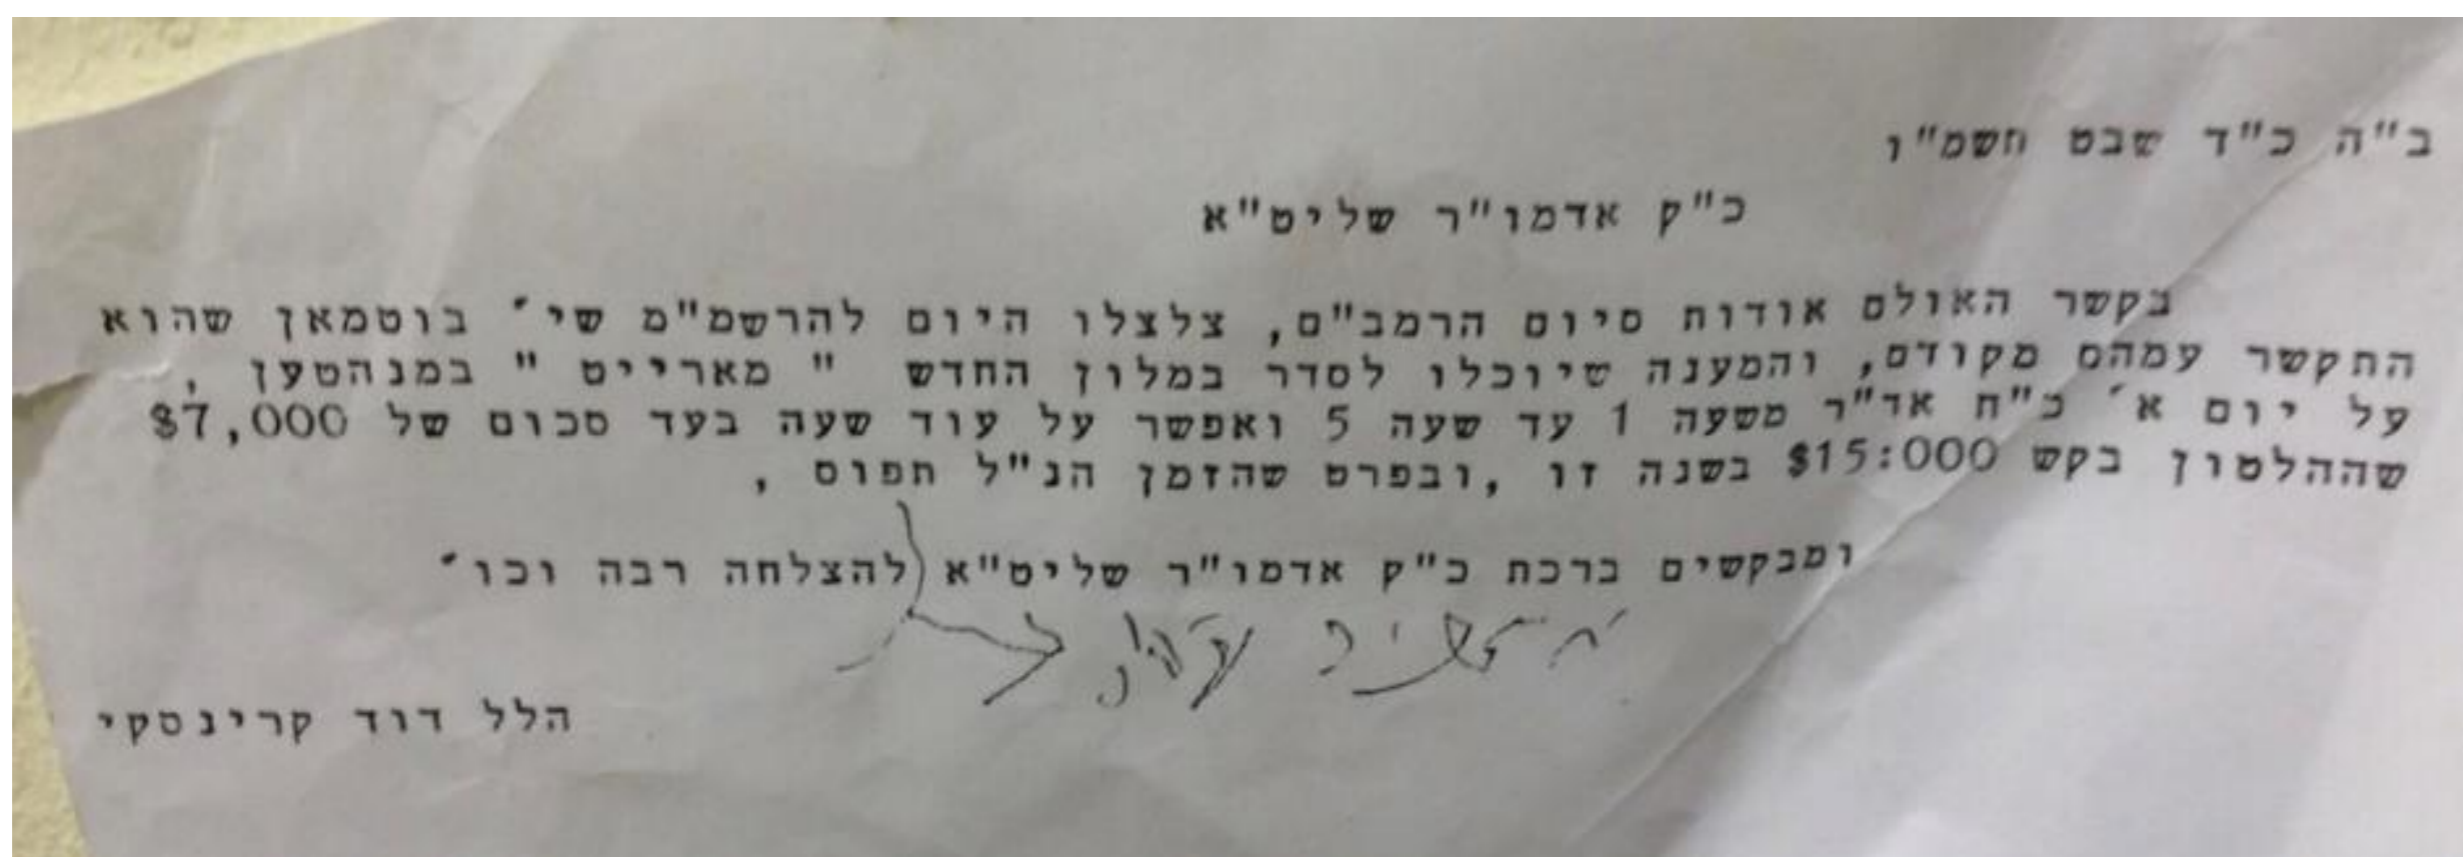 ב"ה כ"ד שבט תשמ"ו
כ"ק אדמו"ר שליט"א
בקשר האולם אודות סיום הרמב"ם, צלצלו היום להרשמ"מ שי׳ בוטמאן שהוא
התקשר עמהם מקודם, והמענה שיוכלו לסדר במלון החדש " מארייט " במנהטען ,
על יום א׳ כ"ח אד"ר משעה 1 עד שעה 5 ואפשר על עוד שעה בעד סכום של $7,000
שההלטון בקש $15:000 בשנה זו ,ובפרט שהזמן הנ"ל תפוס ,
ומבקשים ברכת כ"ק אדמו"ר שליט"א להצלחה רבה וכו׳
הלל דוד קרינסקי